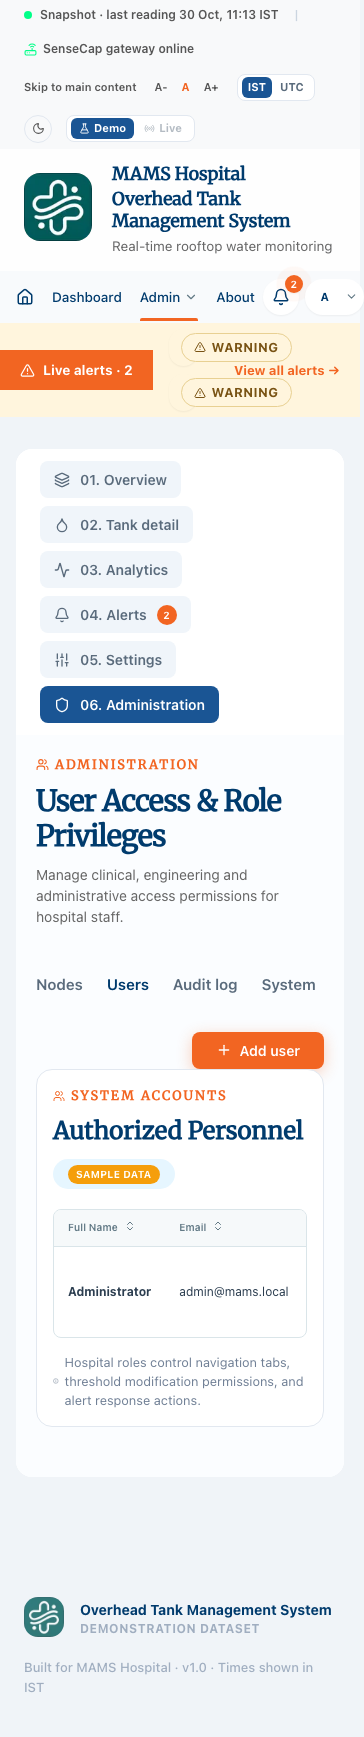 Snapshot · last reading 30 Oct, 11:13 IST |
SenseCap gateway online
Skip to main content A- A A+ IST UTC
Demo Live
MAMS Hospital
Overhead Tank
Management System
Real-time rooftop water monitoring
Dashboard Admin About 2 A
Live alerts · 2
WARNING
View all alerts →
WARNING
01. Overview
02. Tank detail
03. Analytics
04. Alerts 2
05. Settings
06. Administration
ADMINISTRATION
User Access & Role
Privileges
Manage clinical, engineering and
administrative access permissions for
hospital staff.
Nodes Users Audit log System
+ Add user
SYSTEM ACCOUNTS
Authorized Personnel
SAMPLE DATA
Full Name Email
Administrator admin@mams.local
Hospital roles control navigation tabs,
threshold modification permissions, and
alert response actions.
Overhead Tank Management System
DEMONSTRATION DATASET
Built for MAMS Hospital · v1.0 · Times shown in
IST